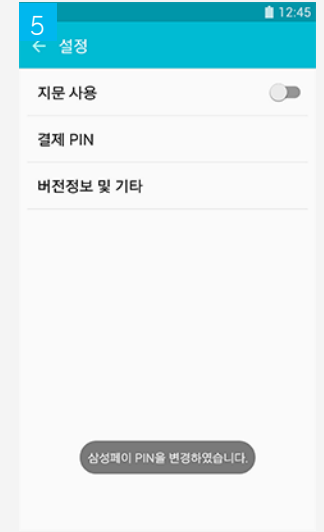 5
12:45
← 설정
지문 사용
결제 PIN
버전정보 및 기타
삼성페이 PIN을 변경하였습니다.